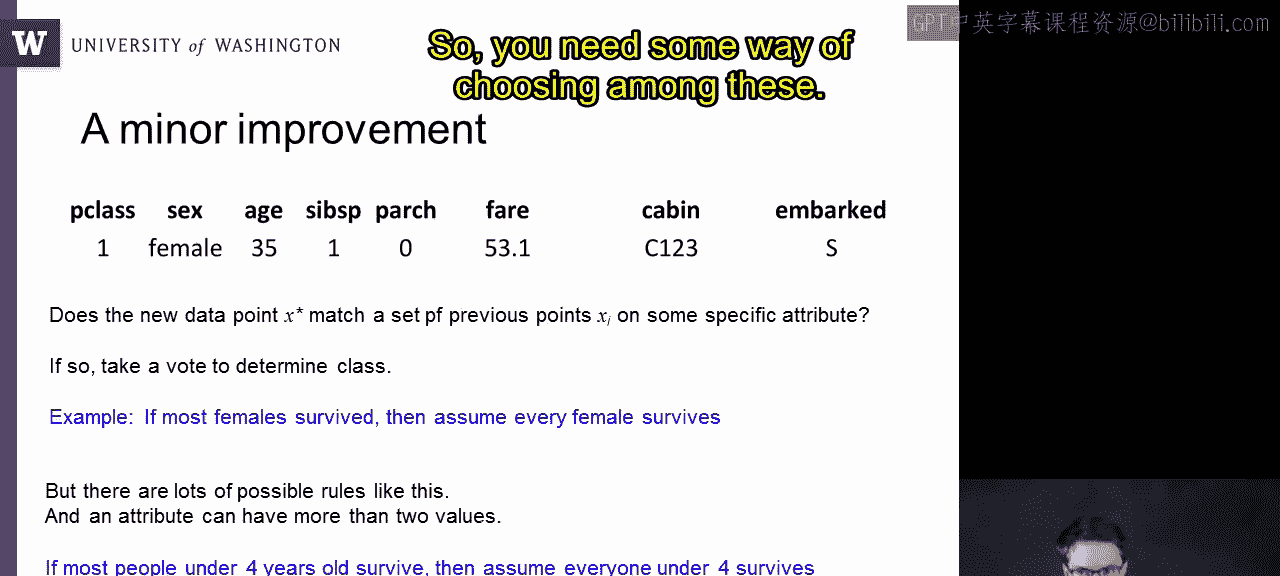 W UNIVERSITY of WASHINGTON
GPT中英字幕课程资源@bilibili.com
So, you need some way of
choosing among these.
A minor improvement
pclass sex age sibsp parch fare cabin embarked
1 female 35 1 0 53.1 C123 S
Does the new data point x* match a set pf previous points xi on some specific attribute?
If so, take a vote to determine class.
Example: If most females survived, then assume every female survives
But there are lots of possible rules like this.
And an attribute can have more than two values.
If most people under 4 years old survive, then assume everyone under 4 survives